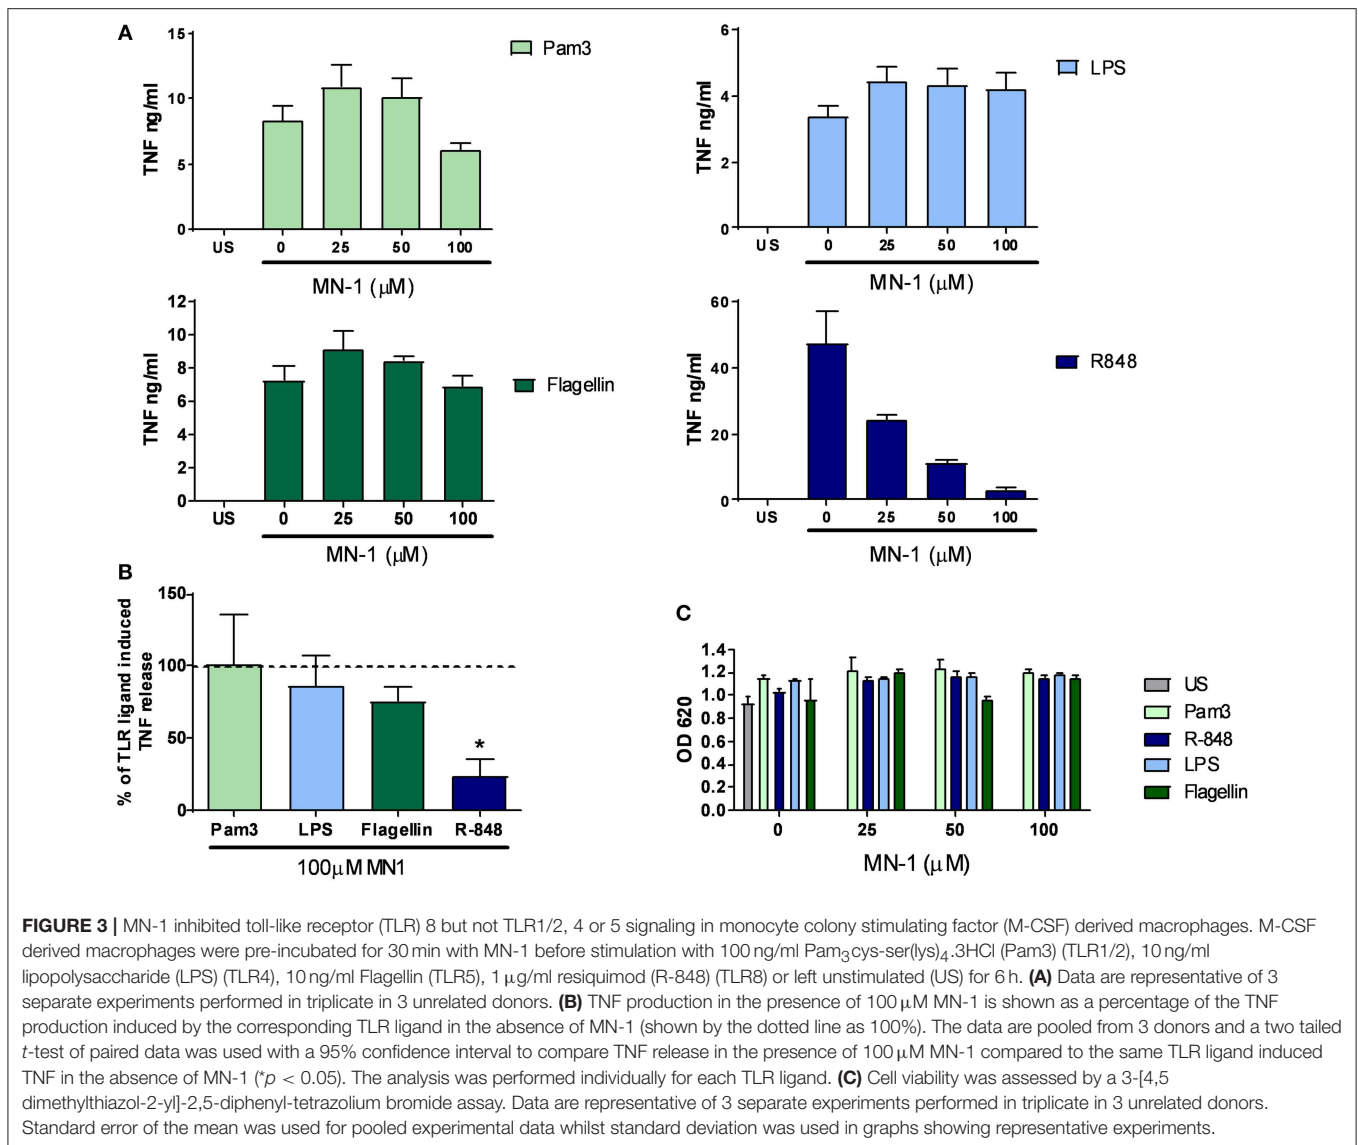 A
15
10
5
0
TNF ng/ml
US 0 25 50 100
MN-1 (μM)
Pam3
6
4
2
0
TNF ng/ml
US 0 25 50 100
MN-1 (μM)
LPS
12
10
8
6
4
2
0
TNF ng/ml
US 0 25 50 100
MN-1 (μM)
Flagellin
60
40
20
0
TNF ng/ml
US 0 25 50 100
MN-1 (μM)
R848
B
150
100
50
0
% of TLR ligand induced
TNF release
*
Pam3 LPS Flagellin R-848
100μM MN1
C
1.4
1.2
1.0
0.8
0.6
0.4
0.2
0.0
OD 620
0 25 50 100
MN-1 (μM)
US
Pam3
R-848
LPS
Flagellin
FIGURE 3 | MN-1 inhibited toll-like receptor (TLR) 8 but not TLR1/2, 4 or 5 signaling in monocyte colony stimulating factor (M-CSF) derived macrophages. M-CSF
derived macrophages were pre-incubated for 30 min with MN-1 before stimulation with 100 ng/ml Pam₃cys-ser(lys)₄.3HCl (Pam3) (TLR1/2), 10 ng/ml
lipopolysaccharide (LPS) (TLR4), 10 ng/ml Flagellin (TLR5), 1 μg/ml resiquimod (R-848) (TLR8) or left unstimulated (US) for 6 h. (A) Data are representative of 3
separate experiments performed in triplicate in 3 unrelated donors. (B) TNF production in the presence of 100 μM MN-1 is shown as a percentage of the TNF
production induced by the corresponding TLR ligand in the absence of MN-1 (shown by the dotted line as 100%). The data are pooled from 3 donors and a two tailed
t-test of paired data was used with a 95% confidence interval to compare TNF release in the presence of 100 μM MN-1 compared to the same TLR ligand induced
TNF in the absence of MN-1 (*p < 0.05). The analysis was performed individually for each TLR ligand. (C) Cell viability was assessed by a 3-[4,5
dimethylthiazol-2-yl]-2,5-diphenyl-tetrazolium bromide assay. Data are representative of 3 separate experiments performed in triplicate in 3 unrelated donors.
Standard error of the mean was used for pooled experimental data whilst standard deviation was used in graphs showing representative experiments.